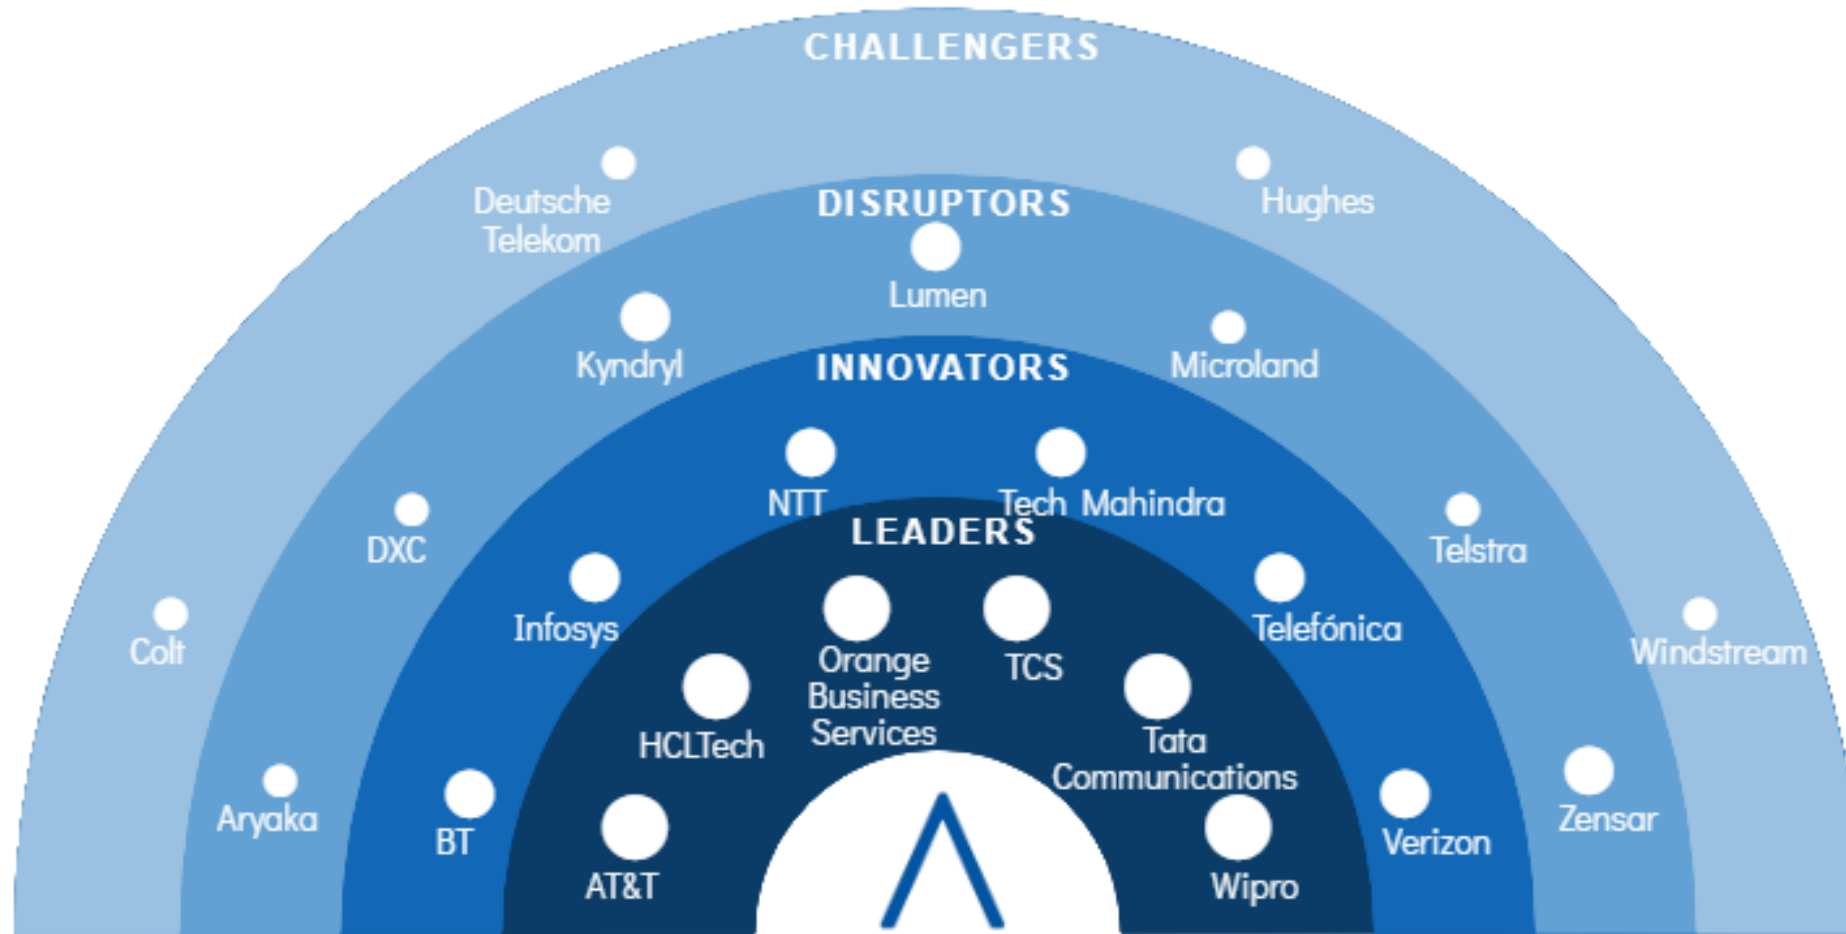 CHALLENGERS
Deutsche
Telekom
Hughes
DISRUPTORS
Lumen
Kyndryl
Microland
INNOVATORS
NTT
Tech Mahindra
LEADERS
DXC
Telstra
Infosys
Telefónica
Colt
Windstream
Orange
Business
Services
TCS
HCLTech
Tata
Communications
Aryaka
BT
Verizon
Zensar
AT&T
Wipro